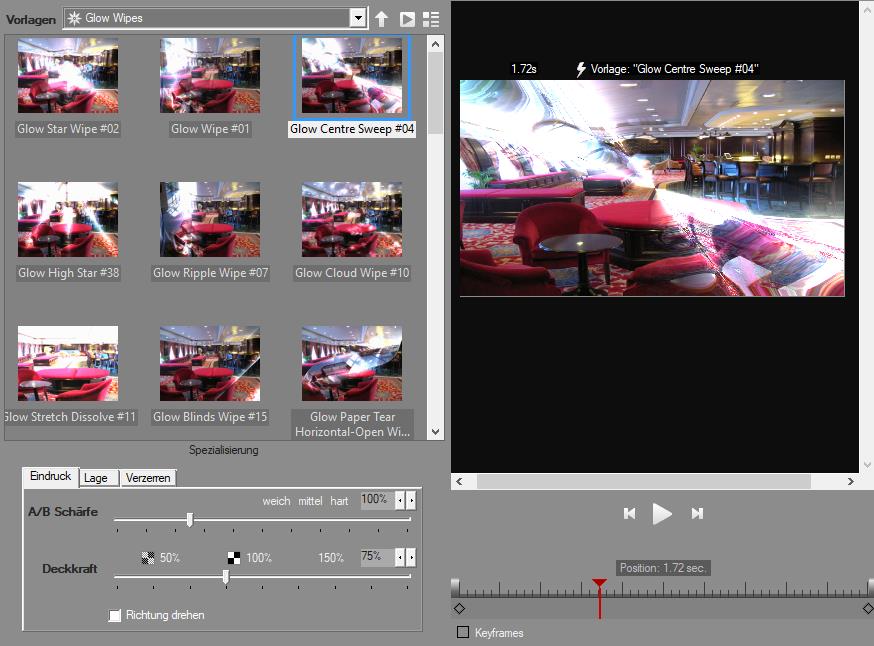 Vorlagen
Glow Wipes
Glow Star Wipe #02
Glow Wipe #01
Glow Centre Sweep #04
Glow High Star #38
Glow Ripple Wipe #07
Glow Cloud Wipe #10
Glow Stretch Dissolve #11
Glow Blinds Wipe #15
Glow Paper Tear
Horizontal-Open Wi...
Spezialisierung
Eindruck
Lage
Verzerren
weich mittel hart
100%
A/B Schärfe
50%
100%
150%
75%
Deckkraft
Richtung drehen
1.72s
Vorlage: "Glow Centre Sweep #04"
Position: 1.72 sec.
Keyframes